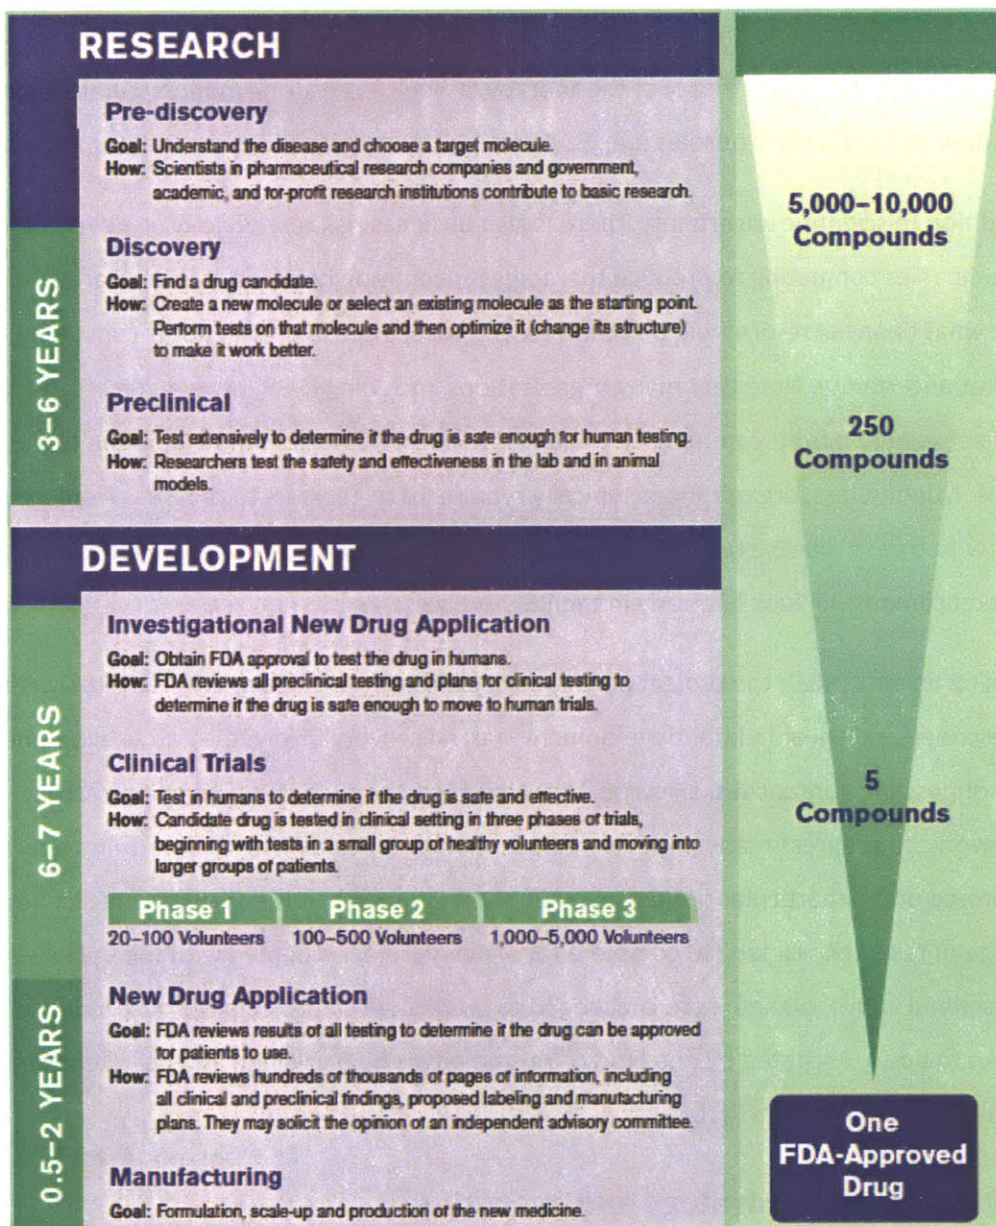 RESEARCH
Pre-discovery
Goal: Understand the disease and choose a target molecule.
How: Scientists in pharmaceutical research companies and government,
academic, and for-profit research institutions contribute to basic research.
5,000–10,000
Compounds
3–6 YEARS
Discovery
Goal: Find a drug candidate.
How: Create a new molecule or select an existing molecule as the starting point.
Perform tests on that molecule and then optimize it (change its structure)
to make it work better.
Preclinical
Goal: Test extensively to determine if the drug is safe enough for human testing.
How: Researchers test the safety and effectiveness in the lab and in animal
models.
250
Compounds
DEVELOPMENT
6–7 YEARS
Investigational New Drug Application
Goal: Obtain FDA approval to test the drug in humans.
How: FDA reviews all preclinical testing and plans for clinical testing to
determine if the drug is safe enough to move to human trials.
Clinical Trials
Goal: Test in humans to determine if the drug is safe and effective.
How: Candidate drug is tested in clinical setting in three phases of trials,
beginning with tests in a small group of healthy volunteers and moving into
larger groups of patients.
5
Compounds
Phase 1 Phase 2 Phase 3
20–100 Volunteers 100–500 Volunteers 1,000–5,000 Volunteers
0.5–2 YEARS
New Drug Application
Goal: FDA reviews results of all testing to determine if the drug can be approved
for patients to use.
How: FDA reviews hundreds of thousands of pages of information, including
all clinical and preclinical findings, proposed labeling and manufacturing
plans. They may solicit the opinion of an independent advisory committee.
Manufacturing
Goal: Formulation, scale-up and production of the new medicine.
One
FDA-Approved
Drug